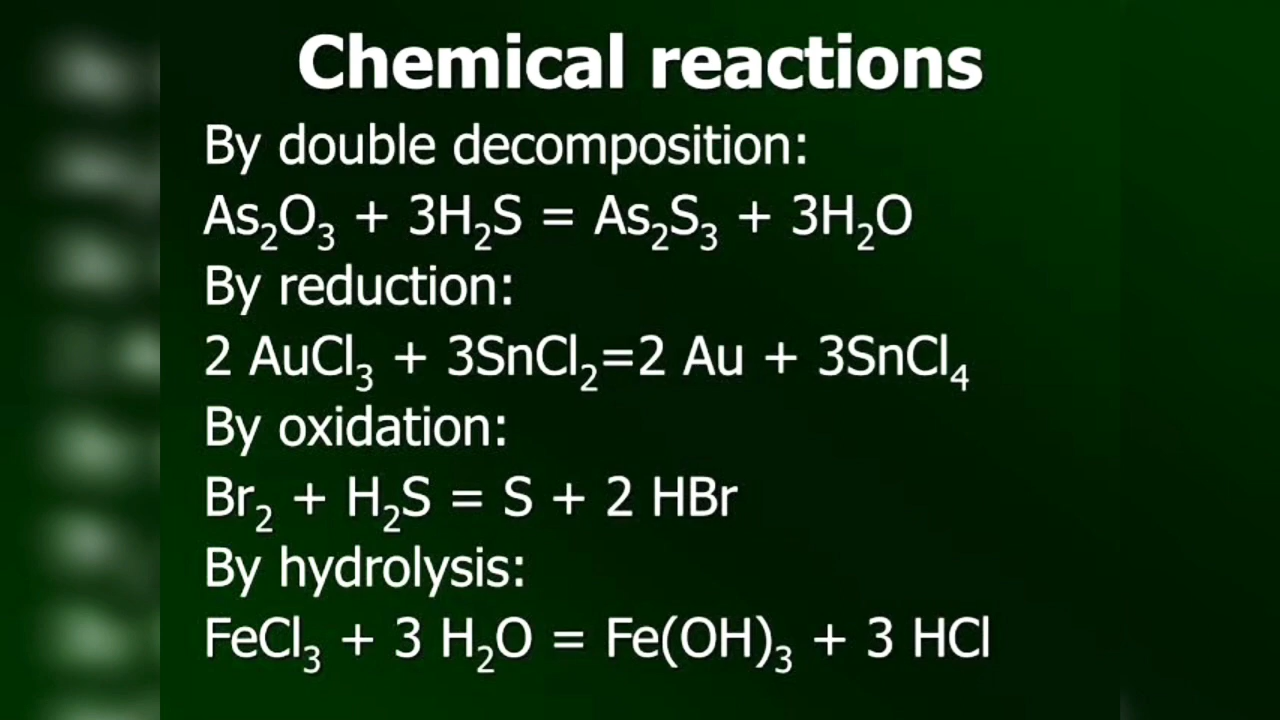 Chemical reactions
By double decomposition:
As₂O₃ + 3H₂S = As₂S₃ + 3H₂O
By reduction:
2 AuCl₃ + 3SnCl₂=2 Au + 3SnCl₄
By oxidation:
Br₂ + H₂S = S + 2 HBr
By hydrolysis:
FeCl₃ + 3 H₂O = Fe(OH)₃ + 3 HCl